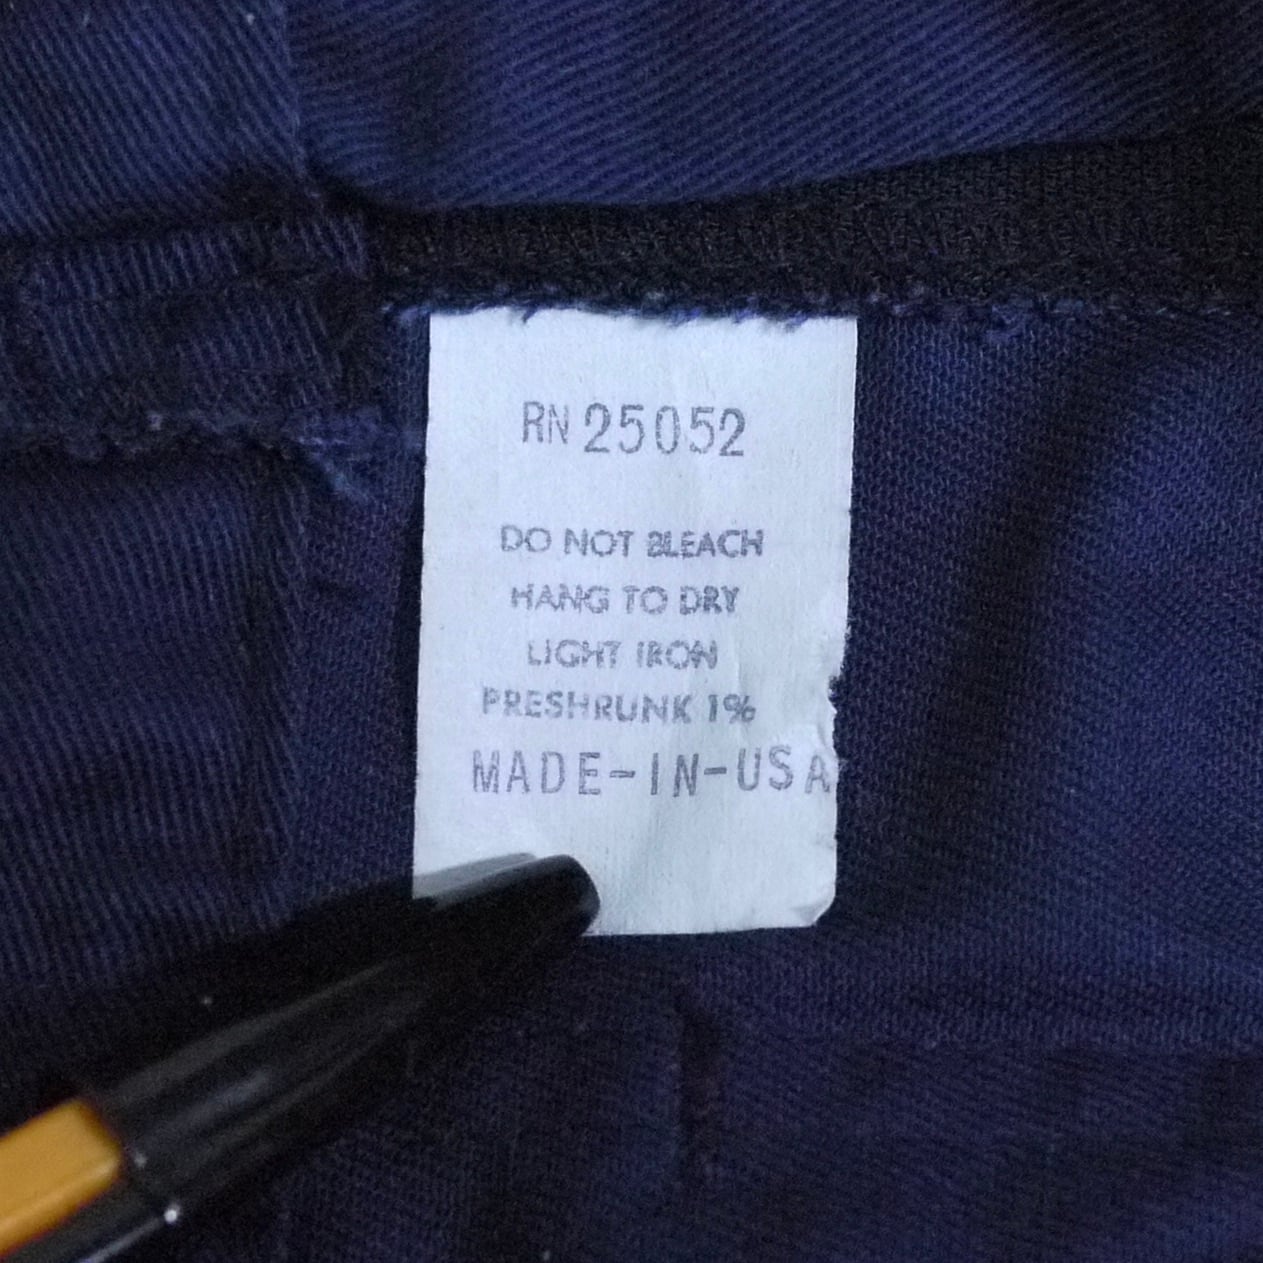 RN 25052
DO NOT BLEACH
HANG TO DRY
LIGHT IRON
PRESHRUNK 1%
MADE-IN-USA